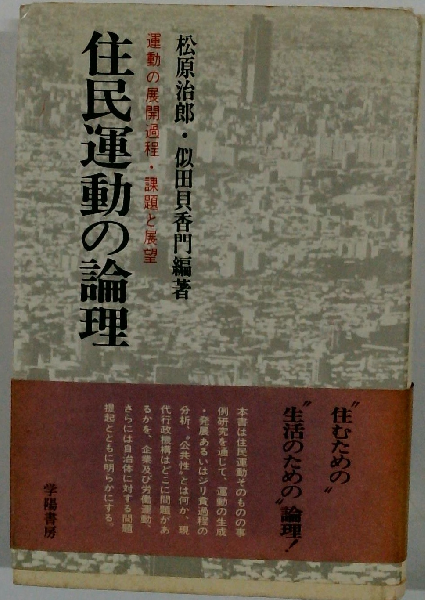 松原治郎・似田貝香門編著
運動の展開過程・課題と展望
住民運動の論理
“住むための”
“生活のための”論理！
本書は住民運動そのものの事
例研究を通じて、運動の生成
・発展あるいはジリ貧過程の
分析、“公共性”とは何か、現
代行政機構はどこに問題があ
るかを、企業及び労働運動、
さらには自治体に対する問題
提起とともに明らかにする。
学陽書房